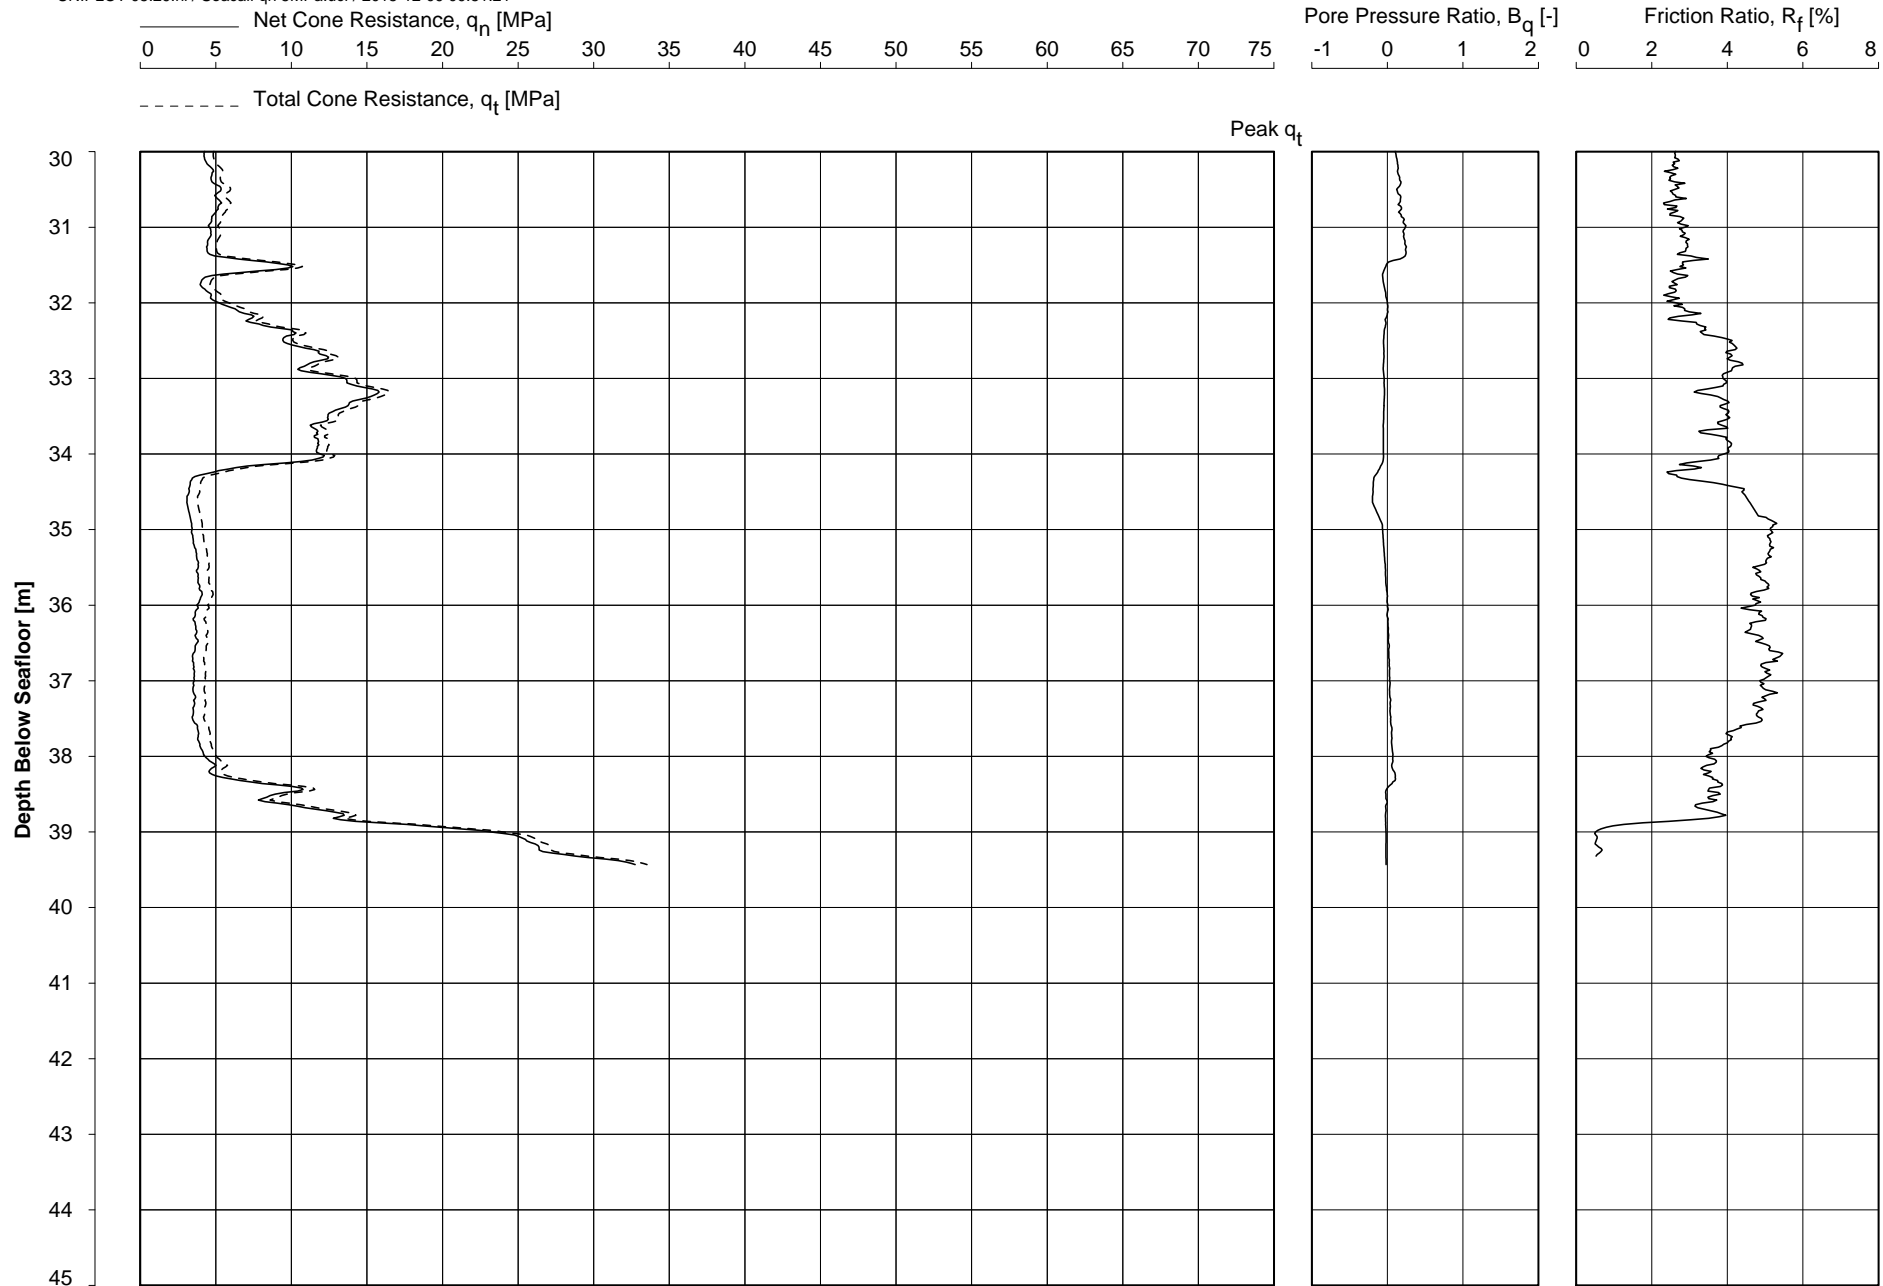 Net Cone Resistance, qn [MPa]
0 5 10 15 20 25 30 35 40 45 50 55 60 65 70 75
Total Cone Resistance, qt [MPa]
Pore Pressure Ratio, Bq [-]
-1 0 1 2
Friction Ratio, Rf [%]
0 2 4 6 8
Peak qt
Depth Below Seafloor [m]
30
31
32
33
34
35
36
37
38
39
40
41
42
43
44
45